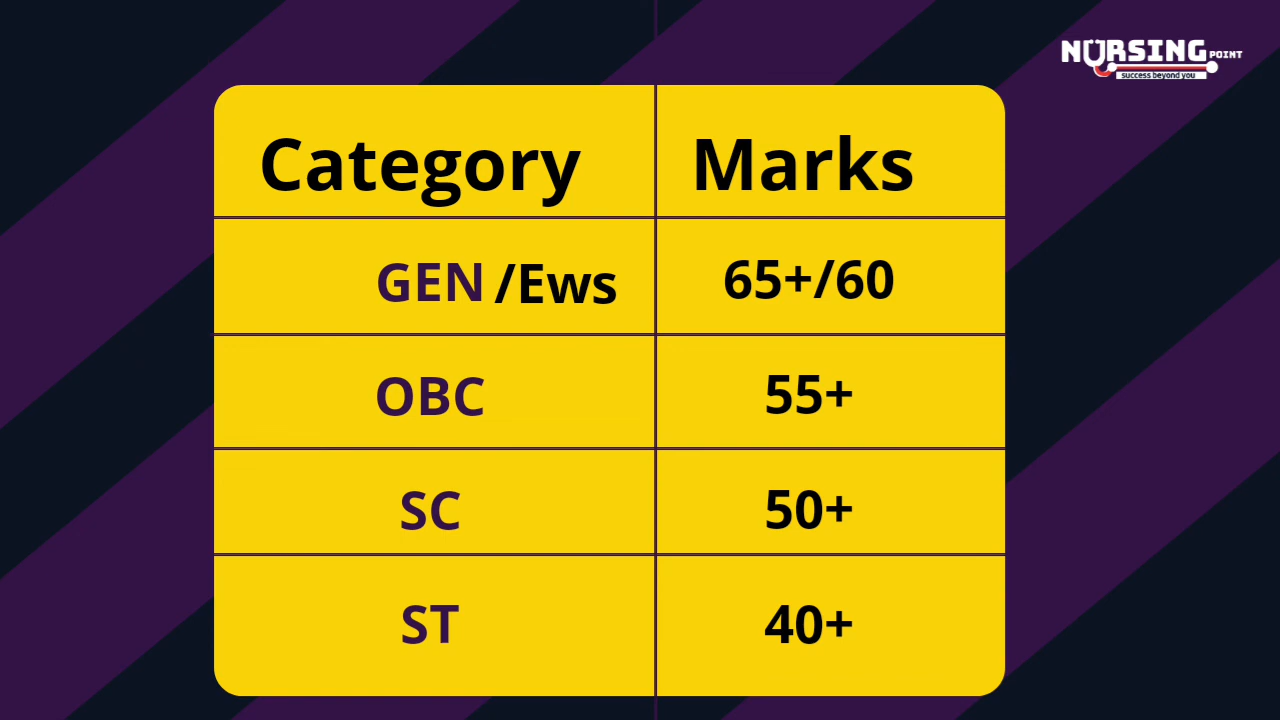 NURSING POINT
success beyond you
Category Marks
GEN /Ews 65+/60
OBC 55+
SC 50+
ST 40+